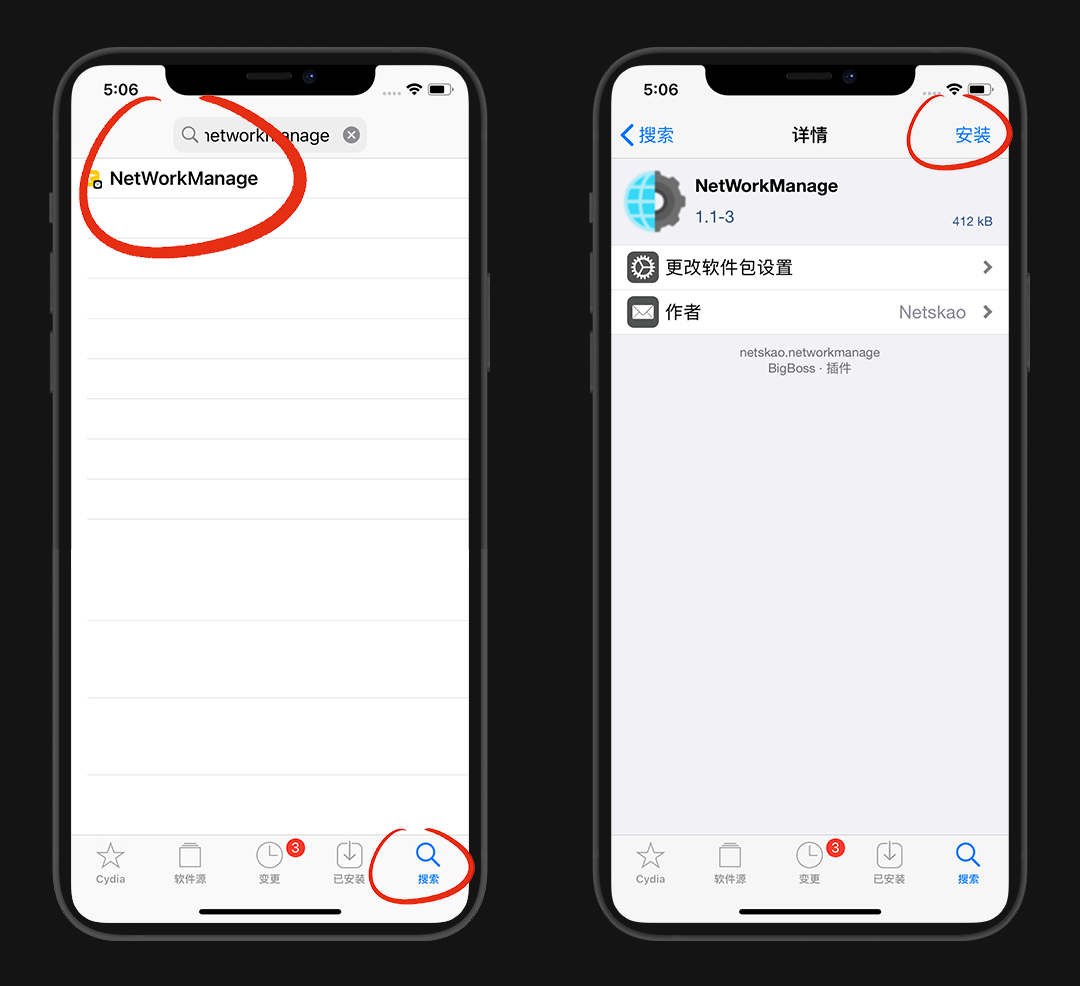 5:06
networkmanage
NetWorkManage
Cydia
软件源
3
变更
已安装
搜索
5:06
搜索
详情
安装
NetWorkManage
1.1-3
412 kB
更改软件包设置
作者
Netskao
netskao.networkmanage
BigBoss · 插件
Cydia
软件源
3
变更
已安装
搜索